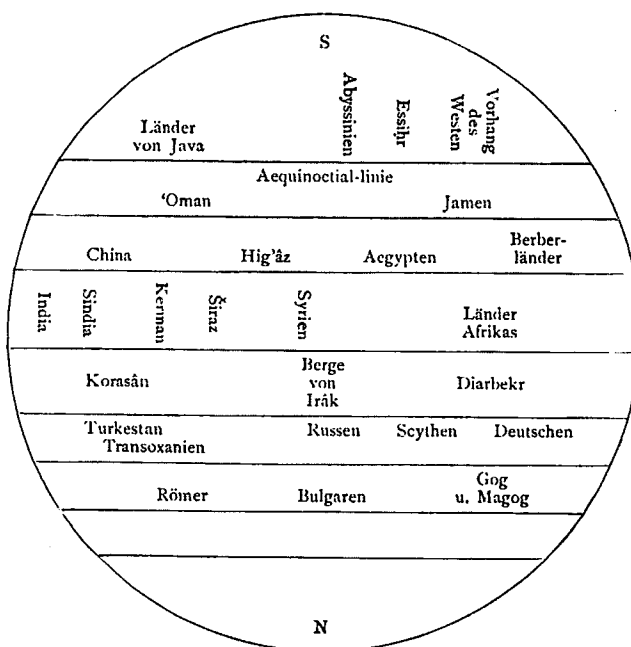 S
Länder
von Java
Abyssinien
Essiḥr
Vorhang
des
Westen
Aequinoctial-linie
'Oman
Jamen
China
Hig'âz
Aegypten
Berber-
länder
India
Sindia
Kerman
Širaz
Syrien
Länder
Afrikas
Korasân
Berge
von
Irâk
Diarbekr
Turkestan
Transoxanien
Russen
Scythen
Deutschen
Römer
Bulgaren
Gog
u. Magog
N